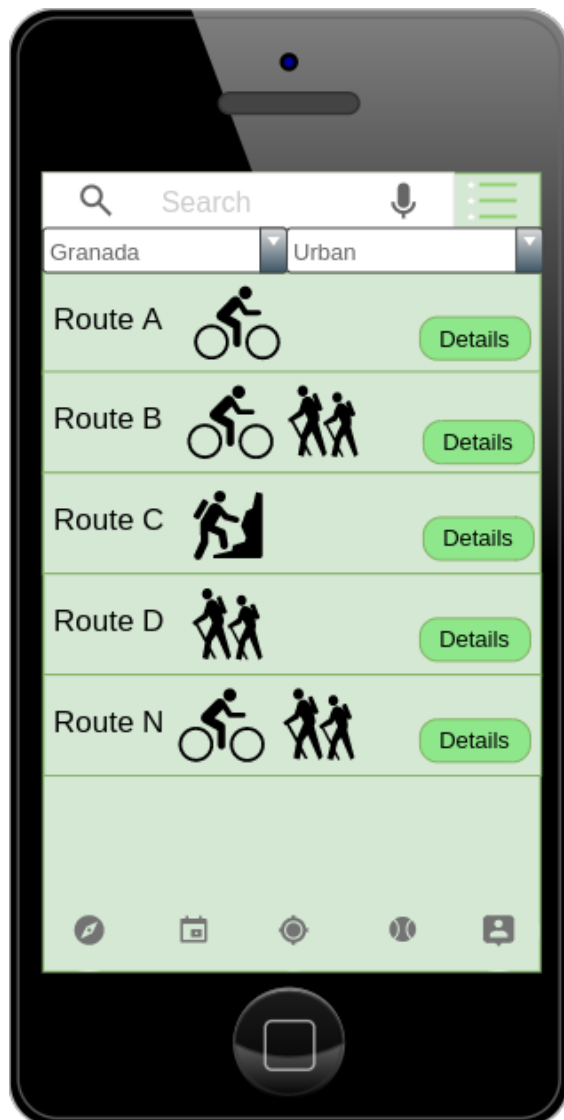 Search
Granada Urban
Route A
Details
Route B
Details
Route C
Details
Route D
Details
Route N
Details